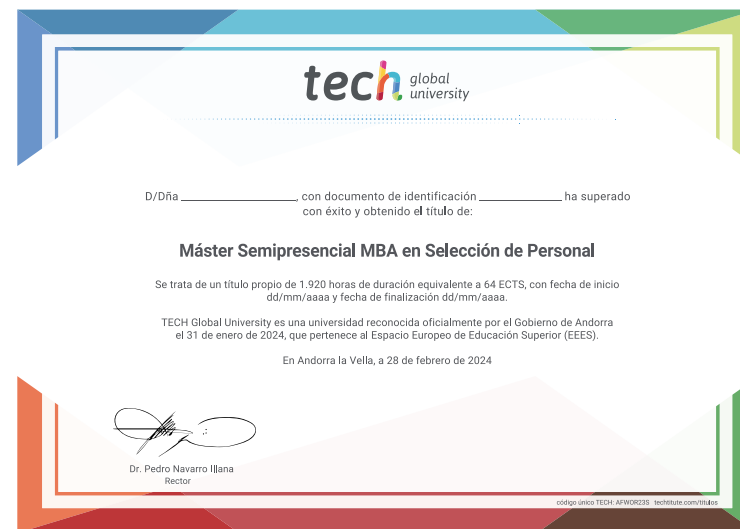 tech global university
D/Dña ____________, con documento de identificación ____________ ha superado
con éxito y obtenido el título de:
Máster Semipresencial MBA en Selección de Personal
Se trata de un título propio de 1.920 horas de duración equivalente a 64 ECTS, con fecha de inicio
dd/mm/aaaa y fecha de finalización dd/mm/aaaa.
TECH Global University es una universidad reconocida oficialmente por el Gobierno de Andorra
el 31 de enero de 2024, que pertenece al Espacio Europeo de Educación Superior (EEES).
En Andorra la Vella, a 28 de febrero de 2024
Dr. Pedro Navarro Illana
Rector
código único TECH: AFWOR23S techtitute.com/titulos